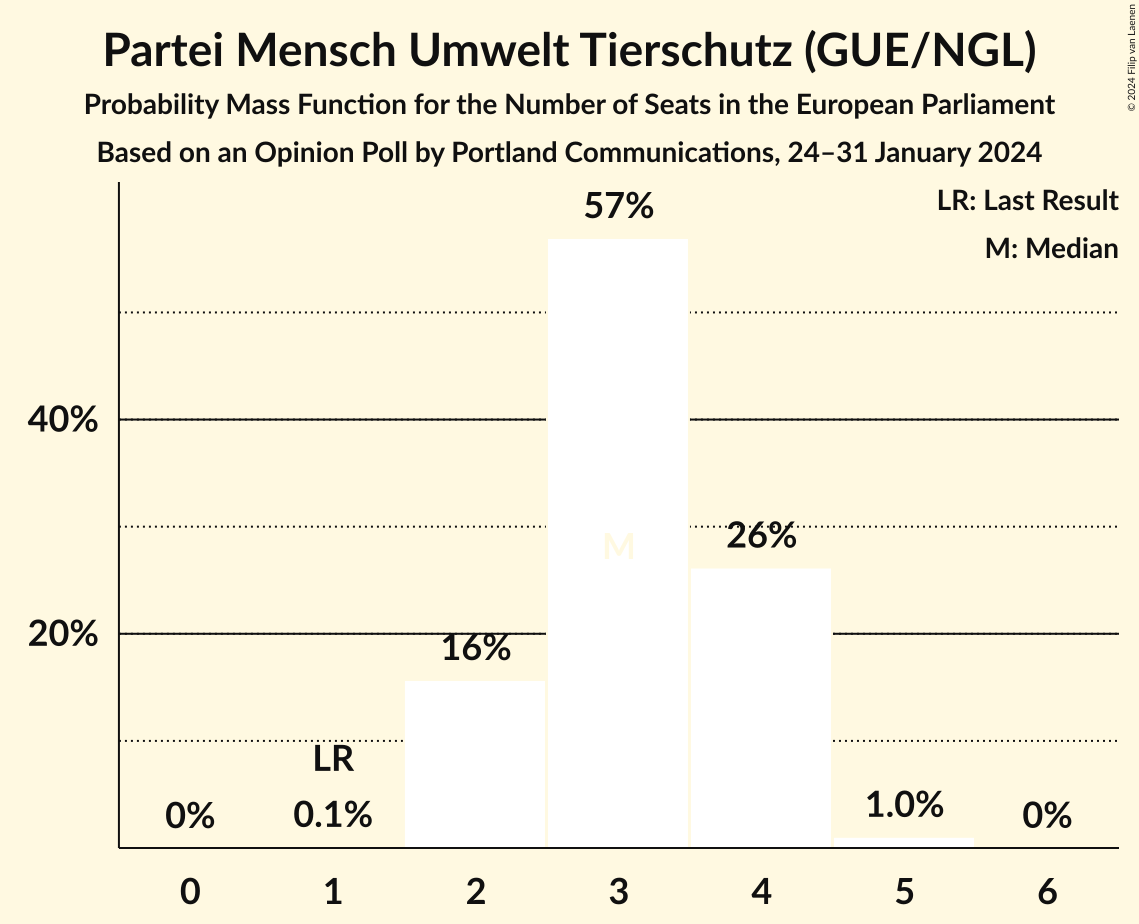 Partei Mensch Umwelt Tierschutz (GUE/NGL)
Probability Mass Function for the Number of Seats in the European Parliament
Based on an Opinion Poll by Portland Communications, 24–31 January 2024
© 2024 Filip van Laenen
LR: Last Result
M: Median
57%
40%
M
26%
20%
16%
LR
0%
0.1%
1.0%
0%
0 1 2 3 4 5 6